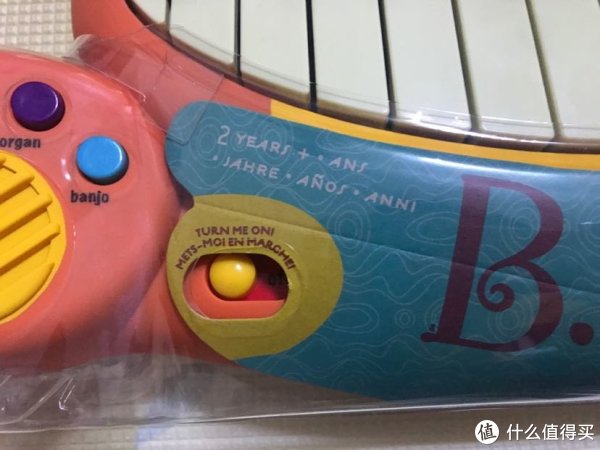 organ
banjo
2 YEARS + • ANS
• JAHRE • AÑOS • ANNI
TURN ME ON!
METS-MOI EN MARCHE!
B.
值 什么值得买